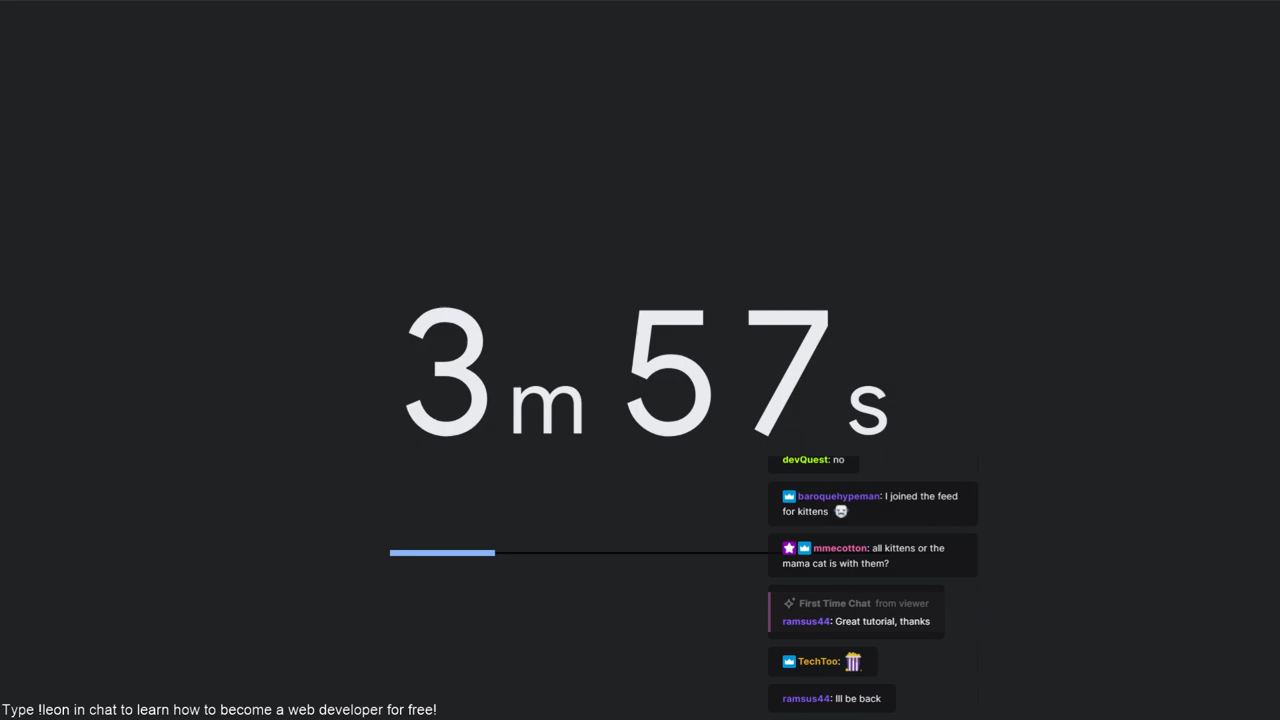 3m 57s
devQuest: no
baroquehypeman: I joined the feed
for kittens
mmecotton: all kittens or the
mama cat is with them?
First Time Chat from viewer
ramsus44: Great tutorial, thanks
TechToo:
ramsus44: Ill be back
Type !leon in chat to learn how to become a web developer for free!